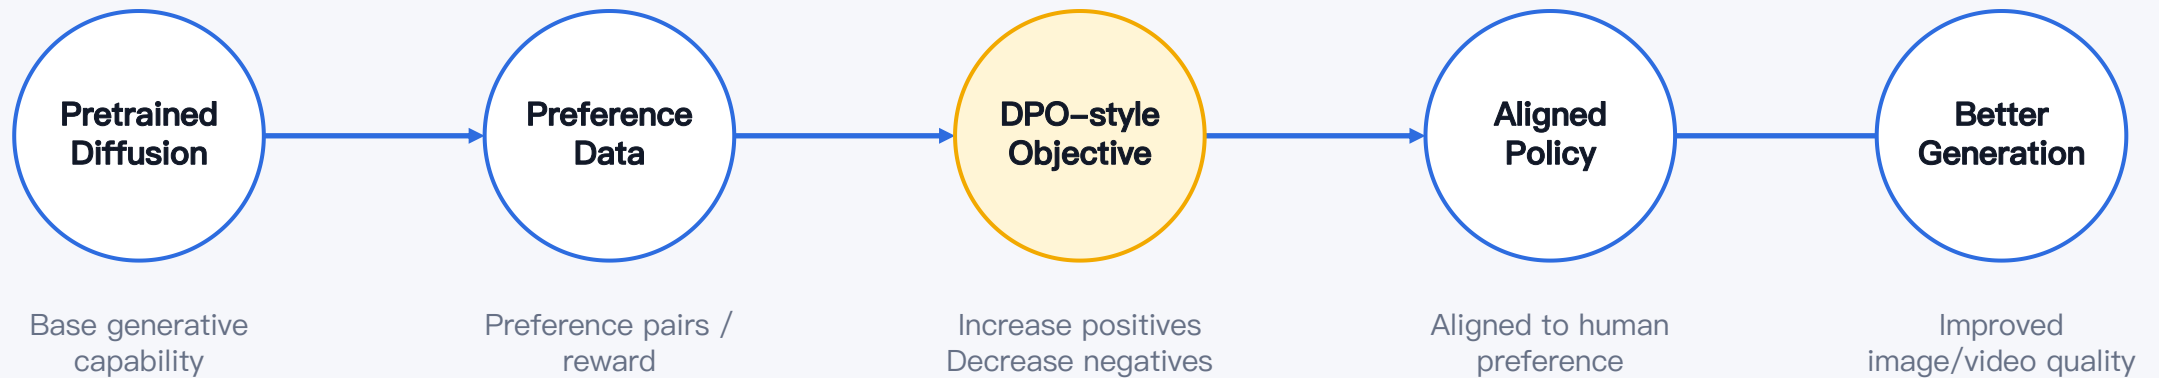 Pretrained
Diffusion
Preference
Data
DPO–style
Objective
Aligned
Policy
Better
Generation
Base generative
capability
Preference pairs /
reward
Increase positives
Decrease negatives
Aligned to human
preference
Improved
image/video quality